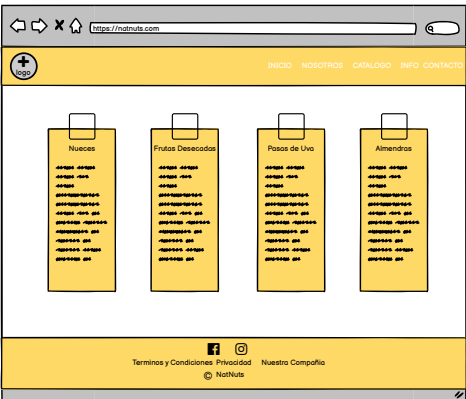 https://natnuts.com
logo
INICIO NOSOTROS CATALOGO INFO CONTACTO
Nueces
Frutas Desecadas
Pasas de Uva
Almendras
Terminos y Condiciones Privacidad Nuestra Compañia
© NatNuts